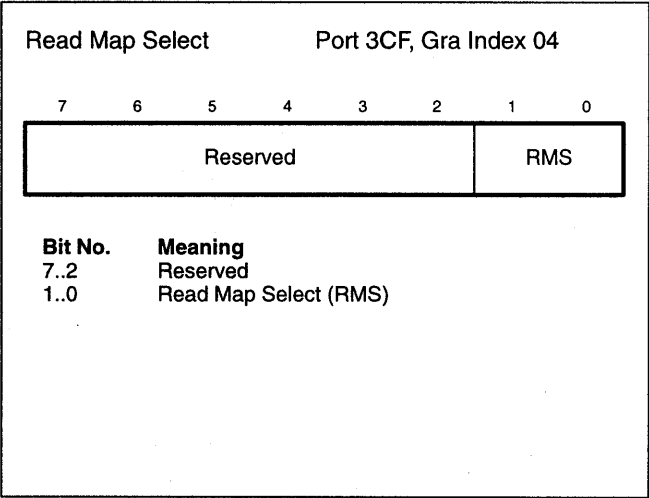 Read Map Select Port 3CF, Gra Index 04
7 6 5 4 3 2 1 0
Reserved RMS
Bit No. Meaning
7..2 Reserved
1..0 Read Map Select (RMS)